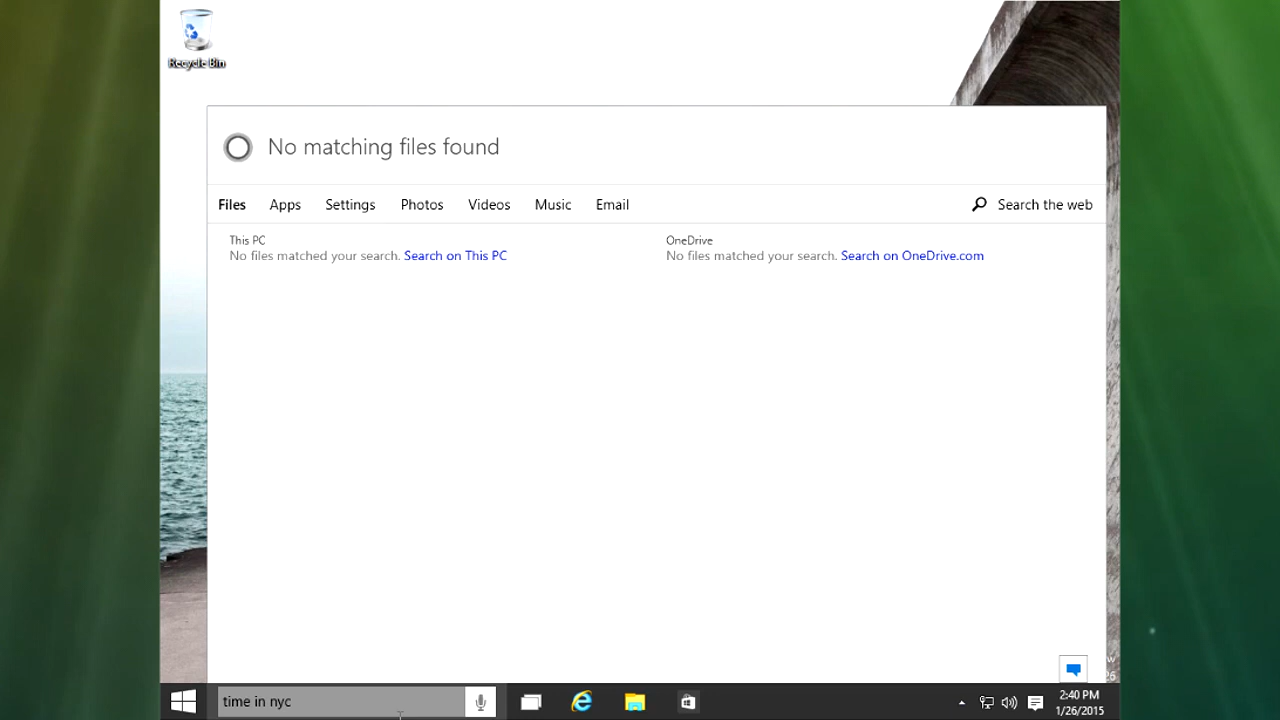 Recycle Bin
No matching files found
Files Apps Settings Photos Videos Music Email Search the web
This PC
No files matched your search. Search on This PC
OneDrive
No files matched your search. Search on OneDrive.com
time in nyc
2:40 PM
1/26/2015